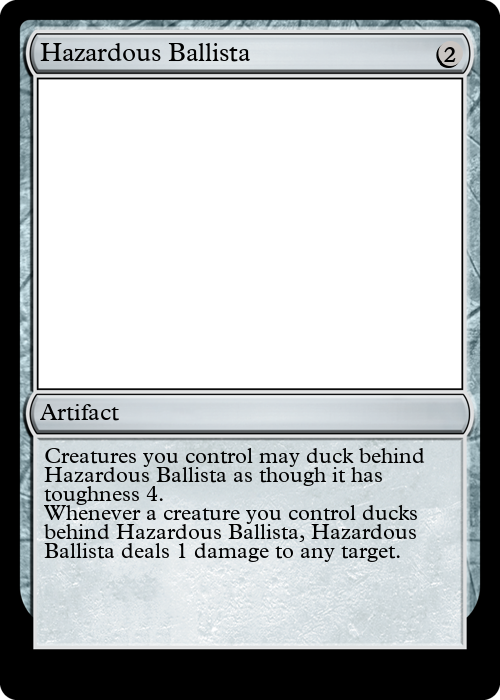 Hazardous Ballista
2
Artifact
Creatures you control may duck behind
Hazardous Ballista as though it has
toughness 4.
Whenever a creature you control ducks
behind Hazardous Ballista, Hazardous
Ballista deals 1 damage to any target.